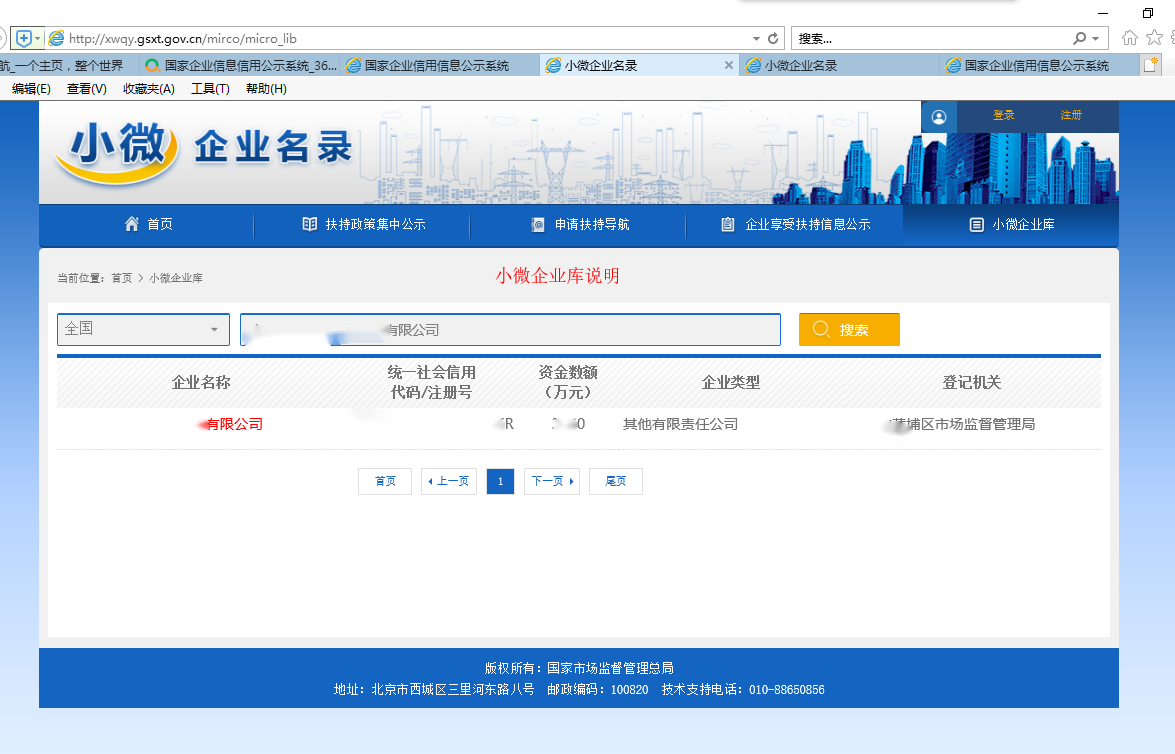 http://xwqy.gsxt.gov.cn/mirco/micro_lib 搜索...
航_一个主页，整个世界 国家企业信息信用公示系统_36... 国家企业信用信息公示系统 小微企业名录 小微企业名录 国家企业信用信息公示系统
编辑(E) 查看(V) 收藏夹(A) 工具(T) 帮助(H)
登录 注册
小微 企业名录
首页 扶持政策集中公示 申请扶持导航 企业享受扶持信息公示 小微企业库
当前位置：首页 > 小微企业库
小微企业库说明
全国 有限公司 搜索
企业名称 统一社会信用代码/注册号 资金数额（万元） 企业类型 登记机关
有限公司 R 0 其他有限责任公司 埔区市场监督管理局
首页 上一页 1 下一页 尾页
版权所有：国家市场监督管理总局
地址：北京市西城区三里河东路八号 邮政编码：100820 技术支持电话：010-88650856